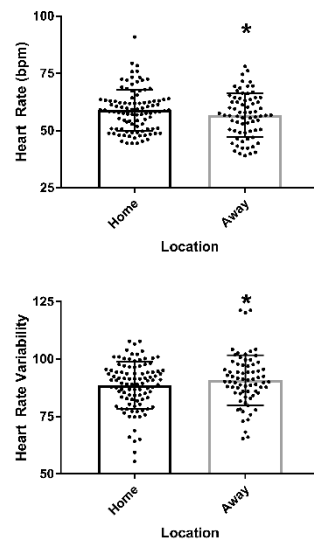 Heart Rate (bpm)
100
75
50
25
*
Home
Away
Location
Heart Rate Variability
125
100
75
50
*
Home
Away
Location